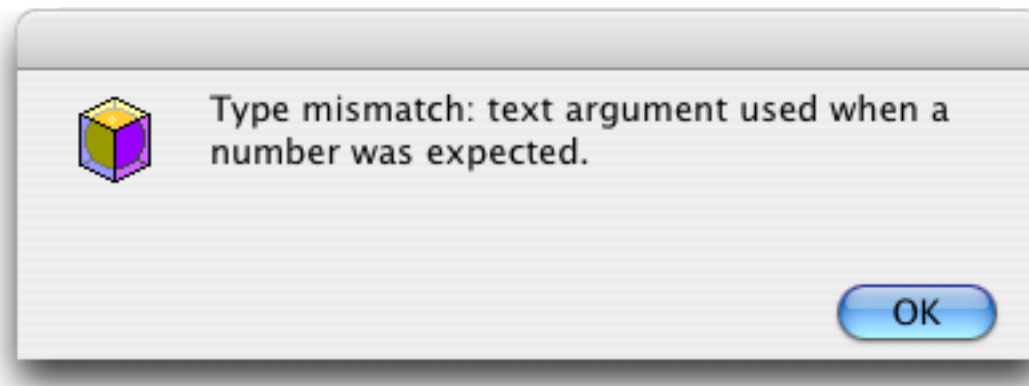 Type mismatch: text argument used when a
number was expected.
OK